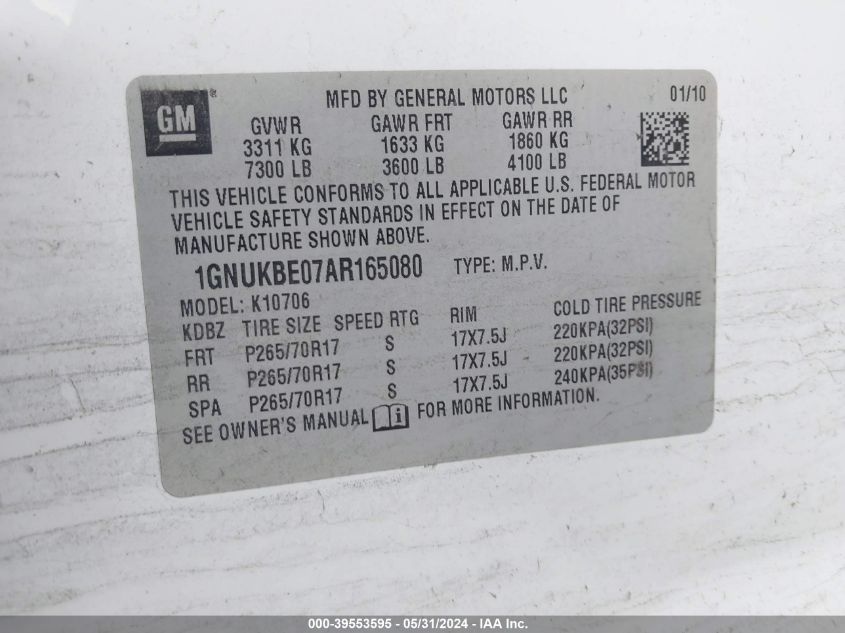 GM®
MFD BY GENERAL MOTORS LLC 01/10
GVWR GAWR FRT GAWR RR
3311 KG 1633 KG 1860 KG
7300 LB 3600 LB 4100 LB
THIS VEHICLE CONFORMS TO ALL APPLICABLE U.S. FEDERAL MOTOR
VEHICLE SAFETY STANDARDS IN EFFECT ON THE DATE OF
MANUFACTURE SHOWN ABOVE.
1GNUKBE07AR165080 TYPE: M.P.V.
MODEL: K10706
KDBZ TIRE SIZE SPEED RTG RIM COLD TIRE PRESSURE
FRT P265/70R17 S 17X7.5J 220KPA(32PSI)
RR P265/70R17 S 17X7.5J 220KPA(32PSI)
SPA P265/70R17 S 17X7.5J 240KPA(35PSI)
SEE OWNER'S MANUAL i FOR MORE INFORMATION.
000-39553595 - 05/31/2024 - IAA Inc.